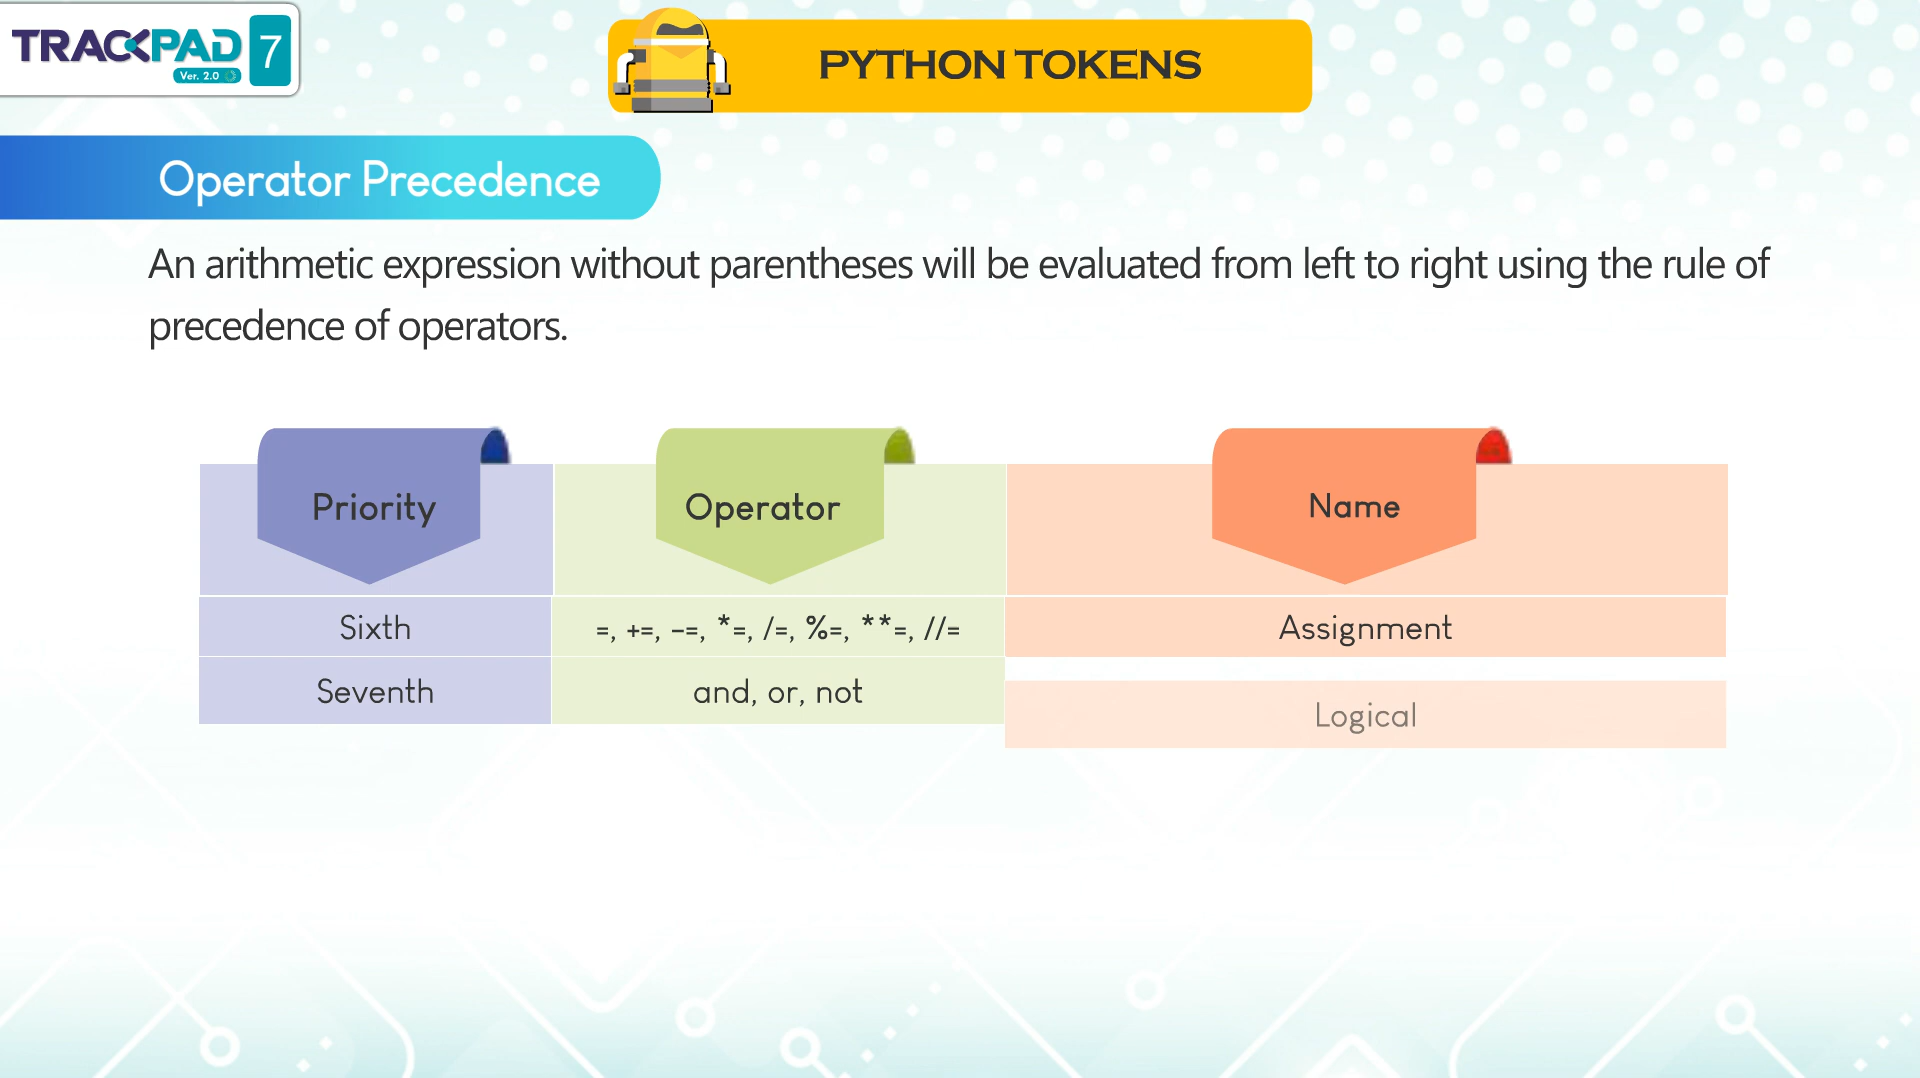 TRACKPAD 7
Ver. 2.0
PYTHON TOKENS
Operator Precedence
An arithmetic expression without parentheses will be evaluated from left to right using the rule of
precedence of operators.
Priority Operator Name
Sixth =, +=, −=, *=, /=, %=, **=, //= Assignment
Seventh and, or, not Logical